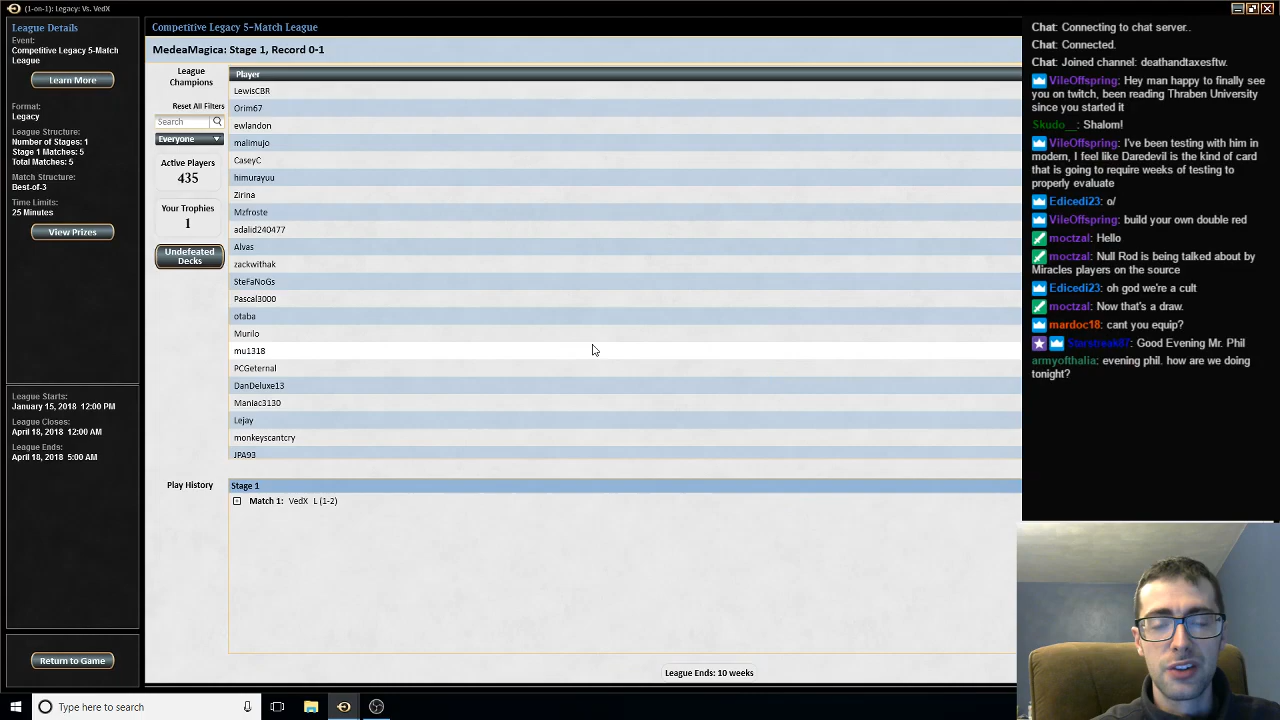 (1-on-1): Legacy: Vs. VedX
League Details
Event:
Competitive Legacy 5-Match
League
Learn More
Format:
Legacy
League Structure:
Number of Stages: 1
Stage 1 Matches: 5
Total Matches: 5
Match Structure:
Best-of-3
Time Limits:
25 Minutes
View Prizes
League Starts:
January 15, 2018 12:00 PM
League Closes:
April 18, 2018 12:00 AM
League Ends:
April 18, 2018 5:00 AM
Return to Game
Competitive Legacy 5-Match League
MedeaMagica: Stage 1, Record 0-1
League
Champions
Reset All Filters
Search
Everyone
Active Players
435
Your Trophies
1
Undefeated
Decks
Player
LewisCBR
Orim67
ewlandon
malimujo
CaseyC
himurayuu
Zirina
Mzfroste
adalid240477
Alvas
zackwithak
SteFaNoGs
Pascal3000
otaba
Murilo
mu1318
PCGeternal
DanDeluxe13
Maniac3130
Lejay
monkeyscantcry
JPA93
Play History
Stage 1
Match 1: VedX L (1-2)
League Ends: 10 weeks
Chat: Connecting to chat server..
Chat: Connected.
Chat: Joined channel: deathandtaxesftw.
VileOffspring: Hey man happy to finally see
you on twitch, been reading Thraben University
since you started it
Skudo__: Shalom!
VileOffspring: I've been testing with him in
modern, I feel like Daredevil is the kind of card
that is going to require weeks of testing to
properly evaluate
Edicedi23: o/
VileOffspring: build your own double red
moctzal: Hello
moctzal: Null Rod is being talked about by
Miracles players on the source
Edicedi23: oh god we're a cult
moctzal: Now that's a draw.
mardoc18: cant you equip?
Starstreak87: Good Evening Mr. Phil
armyofthalia: evening phil. how are we doing
tonight?
Type here to search